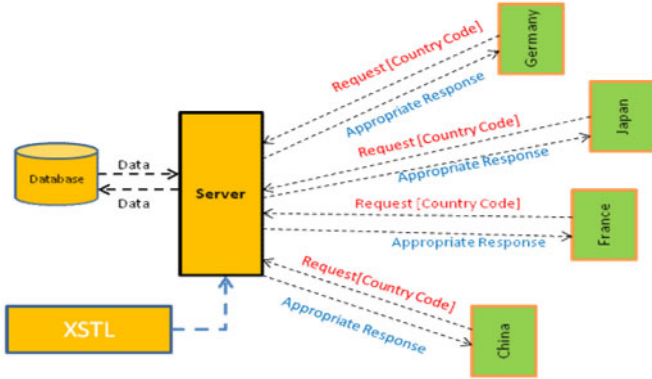 Request [Country Code]
Germany
Appropriate Response
Request [Country Code]
Japan
Appropriate Response
Data
Database
Data
Server
Request [Country Code]
France
Appropriate Response
Request[Country Code]
Appropriate Response
China
XSTL